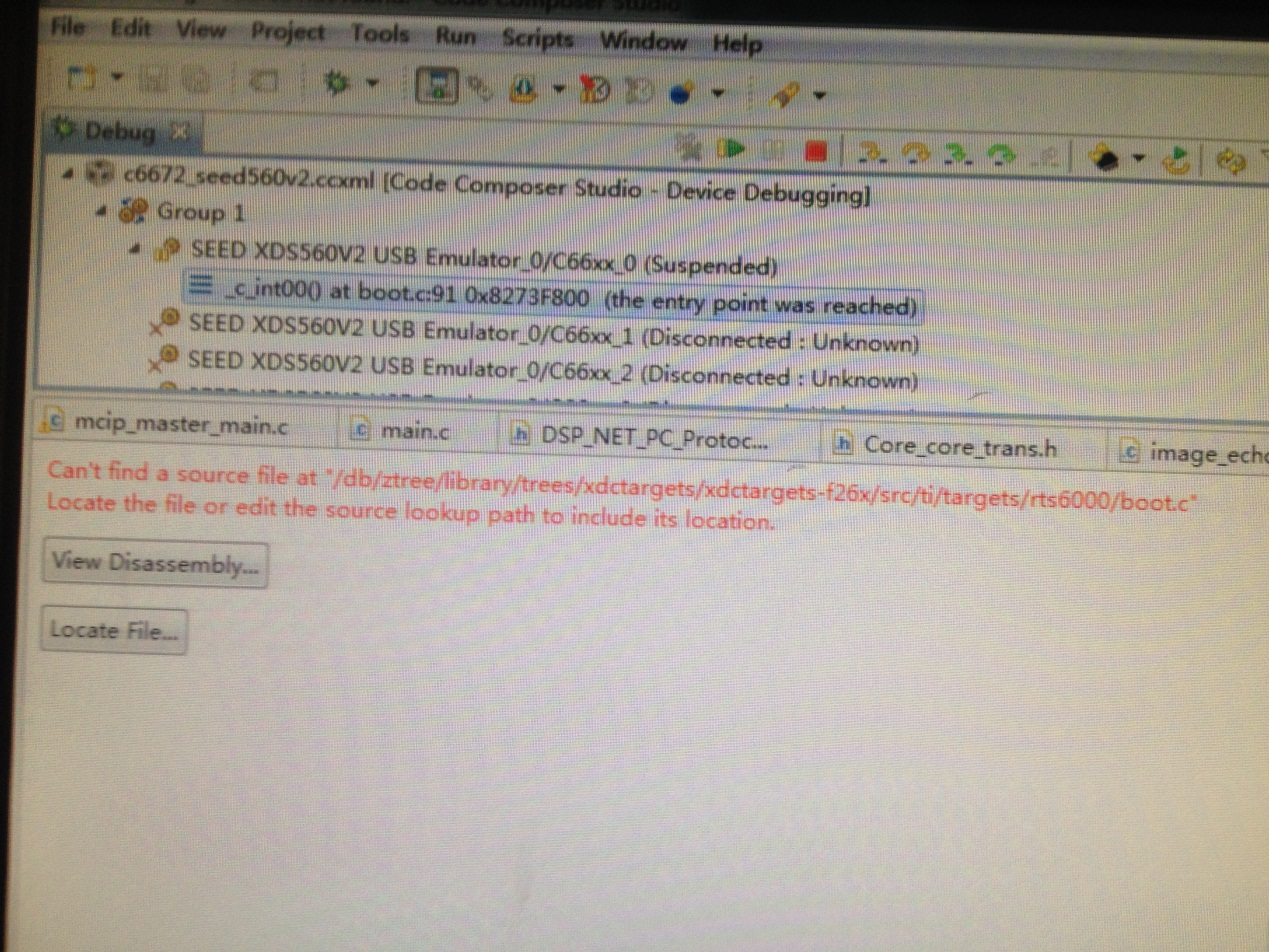 Code Composer Studio
File Edit View Project Tools Run Scripts Window Help
Debug
c6672_seed560v2.ccxml [Code Composer Studio - Device Debugging]
Group 1
SEED XDS560V2 USB Emulator_0/C66xx_0 (Suspended)
_c_int00() at boot.c:91 0x8273F800 (the entry point was reached)
SEED XDS560V2 USB Emulator_0/C66xx_1 (Disconnected : Unknown)
SEED XDS560V2 USB Emulator_0/C66xx_2 (Disconnected : Unknown)
mcip_master_main.c main.c DSP_NET_PC_Protoc... Core_core_trans.h image_echo
Can't find a source file at "/db/ztree/library/trees/xdctargets/xdctargets-f26x/src/ti/targets/rts6000/boot.c"
Locate the file or edit the source lookup path to include its location.
View Disassembly...
Locate File...